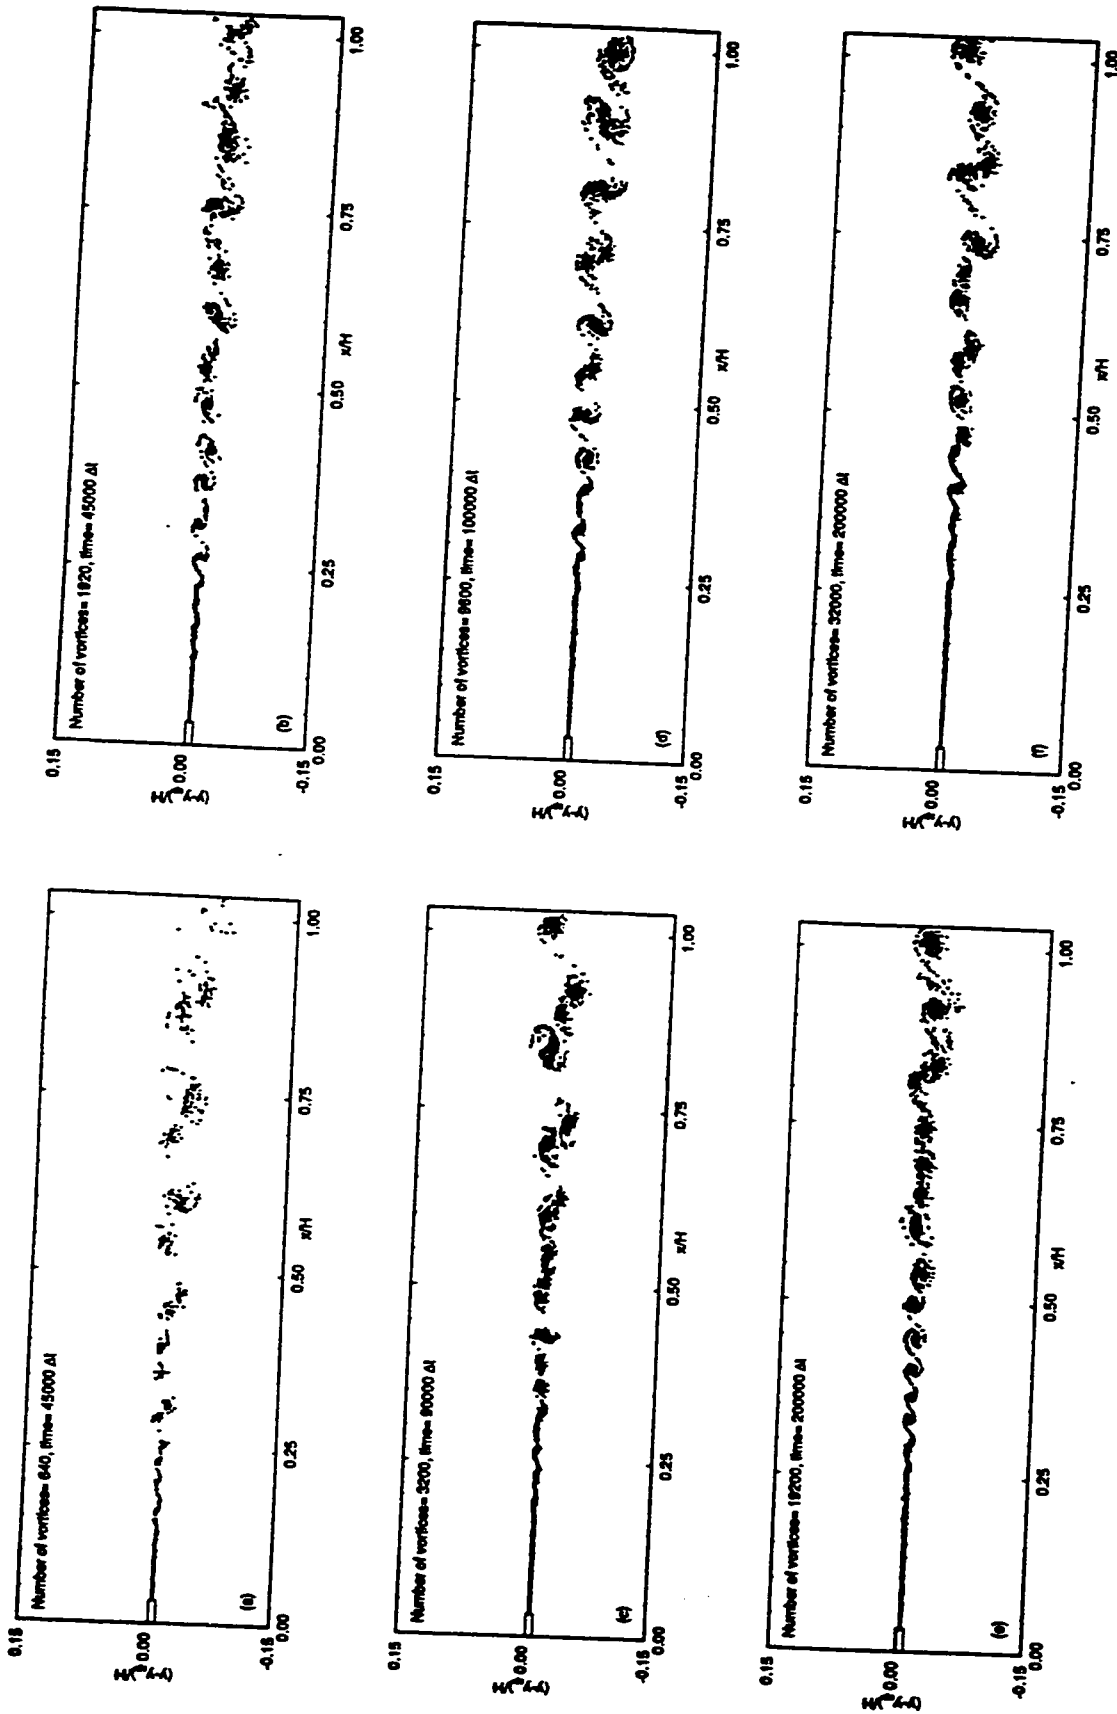 0.15
Number of vortices= 640, time= 45000 Δt
(y-y₀)/H
0.00
(a)
-0.15
0.00
0.25
0.50
x/H
0.75
1.00
0.15
Number of vortices= 1920, time= 45000 Δt
(y-y₀)/H
0.00
(b)
-0.15
0.00
0.25
0.50
x/H
0.75
1.00
0.15
Number of vortices= 3200, time= 90000 Δt
(y-y₀)/H
0.00
(c)
-0.15
0.00
0.25
0.50
x/H
0.75
1.00
0.15
Number of vortices= 9600, time= 100000 Δt
(y-y₀)/H
0.00
(d)
-0.15
0.00
0.25
0.50
x/H
0.75
1.00
0.15
Number of vortices= 19200, time= 200000 Δt
(y-y₀)/H
0.00
(e)
-0.15
0.00
0.25
0.50
x/H
0.75
1.00
0.15
Number of vortices= 32000, time= 200000 Δt
(y-y₀)/H
0.00
(f)
-0.15
0.00
0.25
0.50
x/H
0.75
1.00